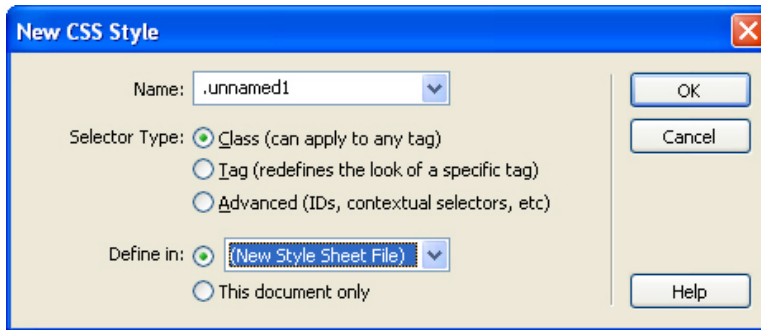 New CSS Style
Name: .unnamed1
OK
Selector Type: Class (can apply to any tag)
Cancel
Tag (redefines the look of a specific tag)
Advanced (IDs, contextual selectors, etc)
Define in: (New Style Sheet File)
This document only
Help